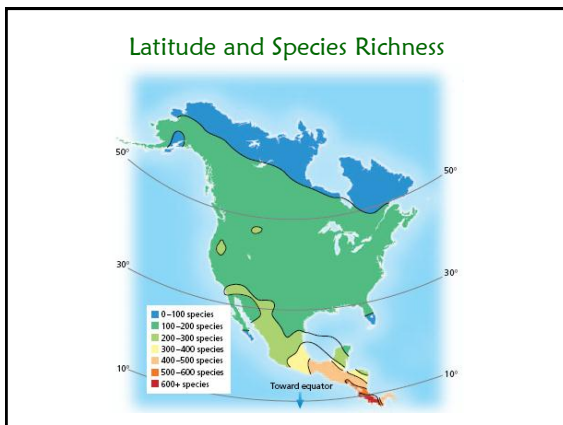 Latitude and Species Richness
50°
50°
30°
30°
0–100 species
100–200 species
200–300 species
300–400 species
400–500 species
500–600 species
600+ species
10°
10°
Toward equator